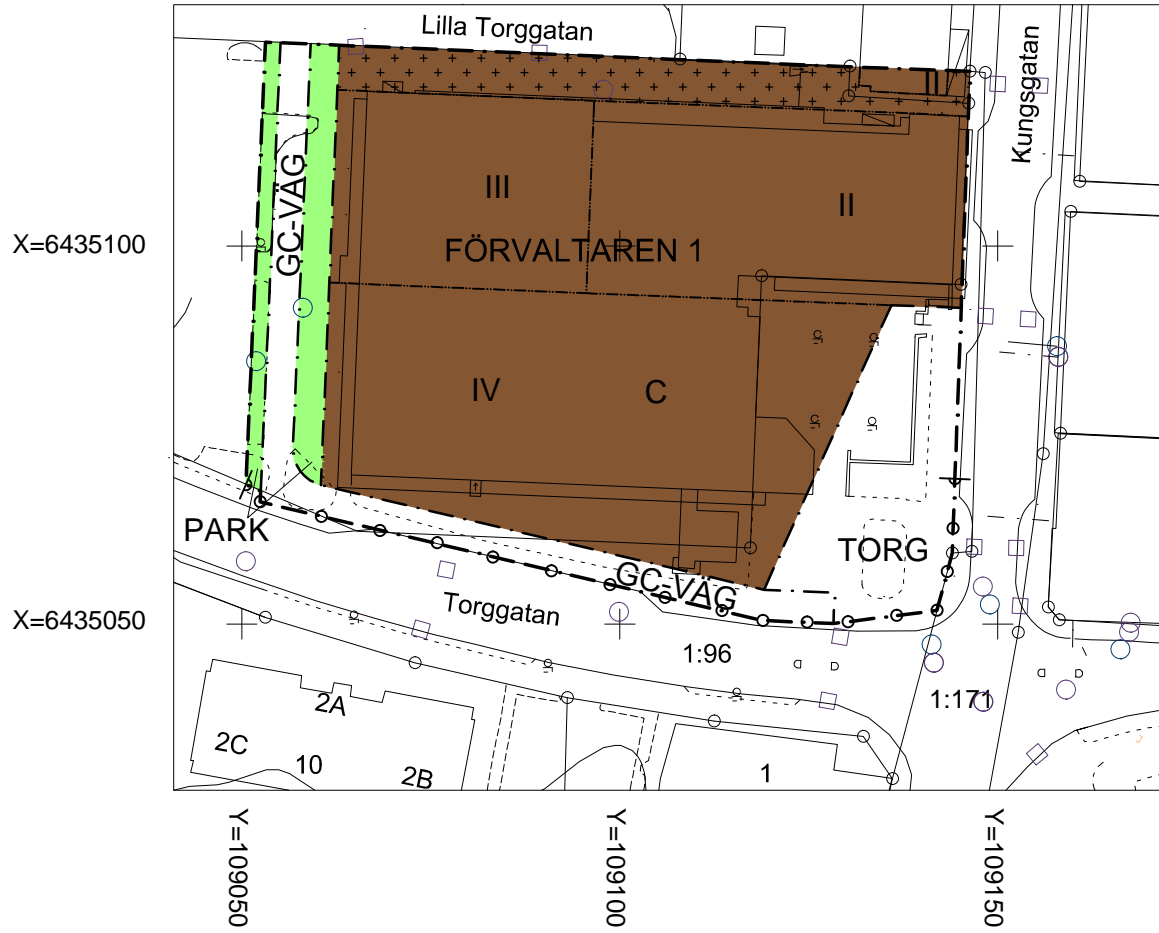 Lilla Torggatan
Kungsgatan
II
GC-VÄG
III
II
X=6435100
FÖRVALTAREN 1
IV
C
PARK
TORG
GC-VÄG
Torggatan
X=6435050
1:96
1:171
2A
2C
10
2B
1
Y=109050
Y=109100
Y=109150